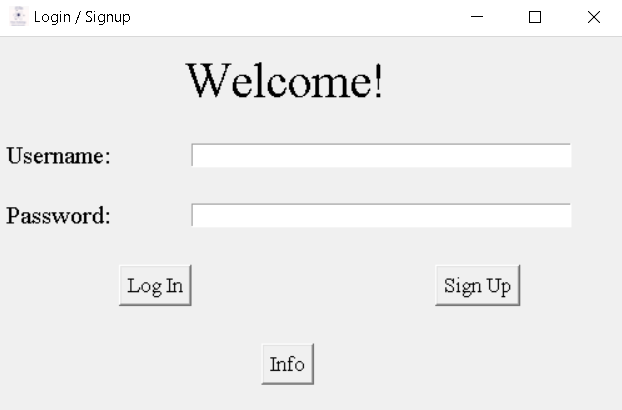 Login / Signup
Welcome!
Username:
Password:
Log In Sign Up
Info